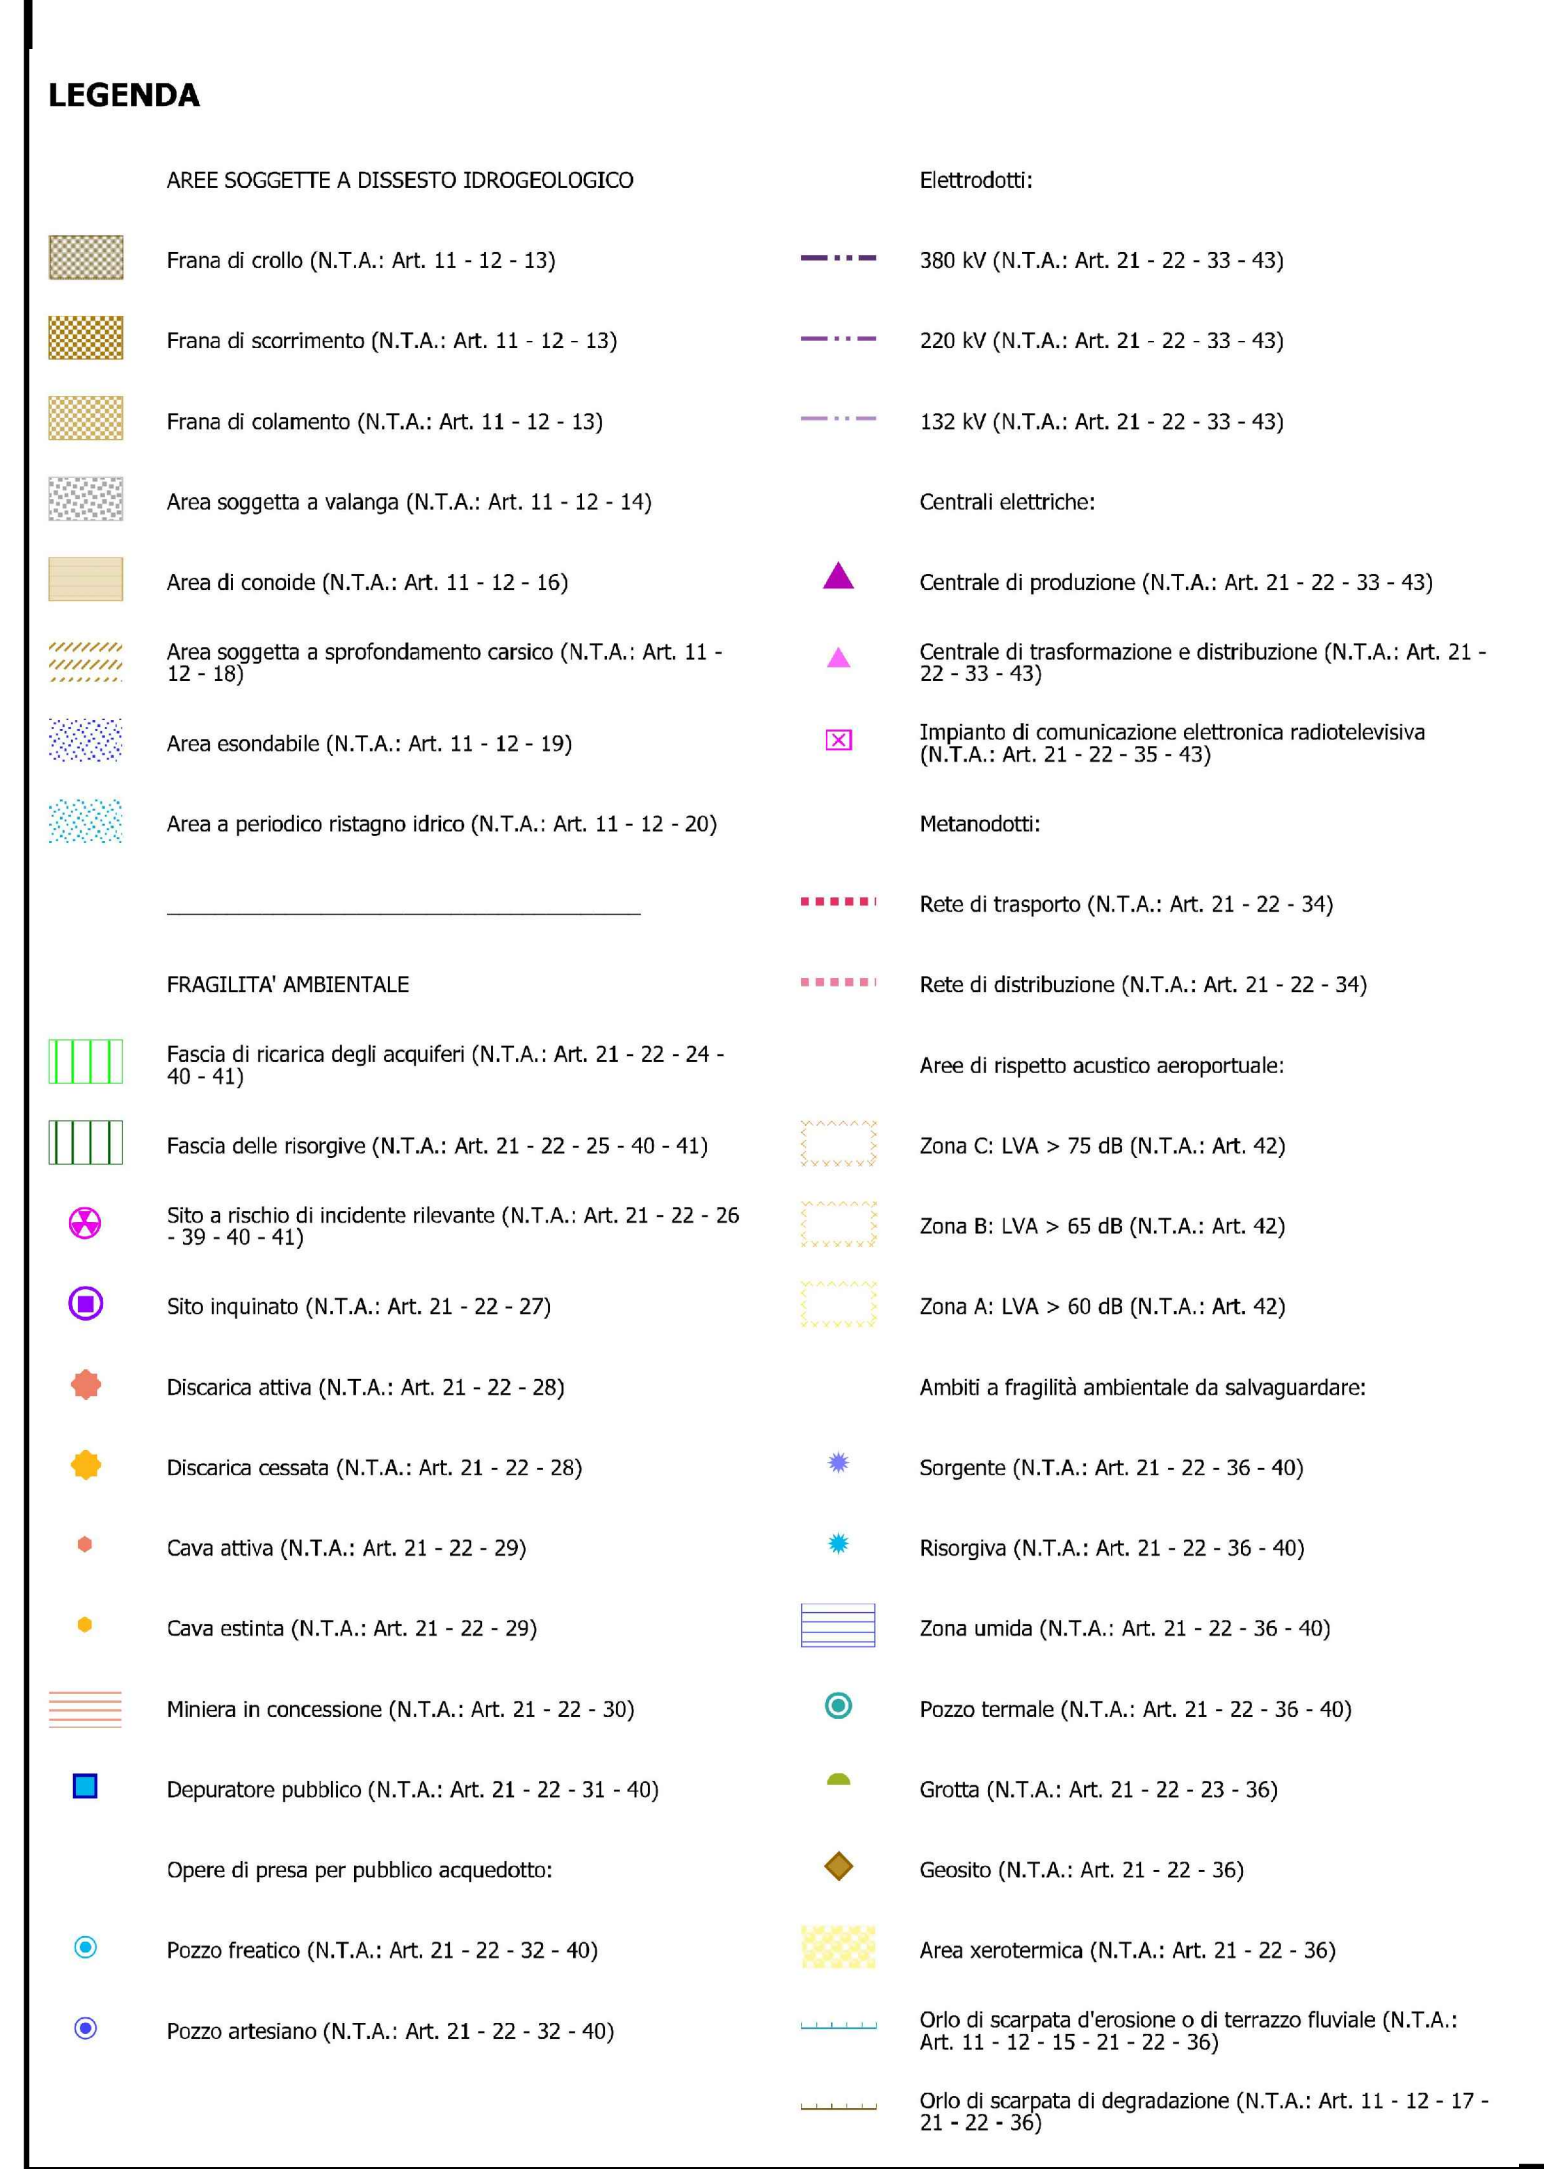 LEGENDA
AREE SOGGETTE A DISSESTO IDROGEOLOGICO
Frana di crollo (N.T.A.: Art. 11 - 12 - 13)
Frana di scorrimento (N.T.A.: Art. 11 - 12 - 13)
Frana di colamento (N.T.A.: Art. 11 - 12 - 13)
Area soggetta a valanga (N.T.A.: Art. 11 - 12 - 14)
Area di conoide (N.T.A.: Art. 11 - 12 - 16)
Area soggetta a sprofondamento carsico (N.T.A.: Art. 11 -
12 - 18)
Area esondabile (N.T.A.: Art. 11 - 12 - 19)
Area a periodico ristagno idrico (N.T.A.: Art. 11 - 12 - 20)
FRAGILITA' AMBIENTALE
Fascia di ricarica degli acquiferi (N.T.A.: Art. 21 - 22 - 24 -
40 - 41)
Fascia delle risorgive (N.T.A.: Art. 21 - 22 - 25 - 40 - 41)
Sito a rischio di incidente rilevante (N.T.A.: Art. 21 - 22 - 26
- 39 - 40 - 41)
Sito inquinato (N.T.A.: Art. 21 - 22 - 27)
Discarica attiva (N.T.A.: Art. 21 - 22 - 28)
Discarica cessata (N.T.A.: Art. 21 - 22 - 28)
Cava attiva (N.T.A.: Art. 21 - 22 - 29)
Cava estinta (N.T.A.: Art. 21 - 22 - 29)
Miniera in concessione (N.T.A.: Art. 21 - 22 - 30)
Depuratore pubblico (N.T.A.: Art. 21 - 22 - 31 - 40)
Opere di presa per pubblico acquedotto:
Pozzo freatico (N.T.A.: Art. 21 - 22 - 32 - 40)
Pozzo artesiano (N.T.A.: Art. 21 - 22 - 32 - 40)
Elettrodotti:
380 kV (N.T.A.: Art. 21 - 22 - 33 - 43)
220 kV (N.T.A.: Art. 21 - 22 - 33 - 43)
132 kV (N.T.A.: Art. 21 - 22 - 33 - 43)
Centrali elettriche:
Centrale di produzione (N.T.A.: Art. 21 - 22 - 33 - 43)
Centrale di trasformazione e distribuzione (N.T.A.: Art. 21 -
22 - 33 - 43)
Impianto di comunicazione elettronica radiotelevisiva
(N.T.A.: Art. 21 - 22 - 35 - 43)
Metanodotti:
Rete di trasporto (N.T.A.: Art. 21 - 22 - 34)
Rete di distribuzione (N.T.A.: Art. 21 - 22 - 34)
Aree di rispetto acustico aeroportuale:
Zona C: LVA > 75 dB (N.T.A.: Art. 42)
Zona B: LVA > 65 dB (N.T.A.: Art. 42)
Zona A: LVA > 60 dB (N.T.A.: Art. 42)
Ambiti a fragilità ambientale da salvaguardare:
Sorgente (N.T.A.: Art. 21 - 22 - 36 - 40)
Risorgiva (N.T.A.: Art. 21 - 22 - 36 - 40)
Zona umida (N.T.A.: Art. 21 - 22 - 36 - 40)
Pozzo termale (N.T.A.: Art. 21 - 22 - 36 - 40)
Grotta (N.T.A.: Art. 21 - 22 - 23 - 36)
Geosito (N.T.A.: Art. 21 - 22 - 36)
Area xerotermica (N.T.A.: Art. 21 - 22 - 36)
Orlo di scarpata d'erosione o di terrazzo fluviale (N.T.A.:
Art. 11 - 12 - 15 - 21 - 22 - 36)
Orlo di scarpata di degradazione (N.T.A.: Art. 11 - 12 - 17 -
21 - 22 - 36)